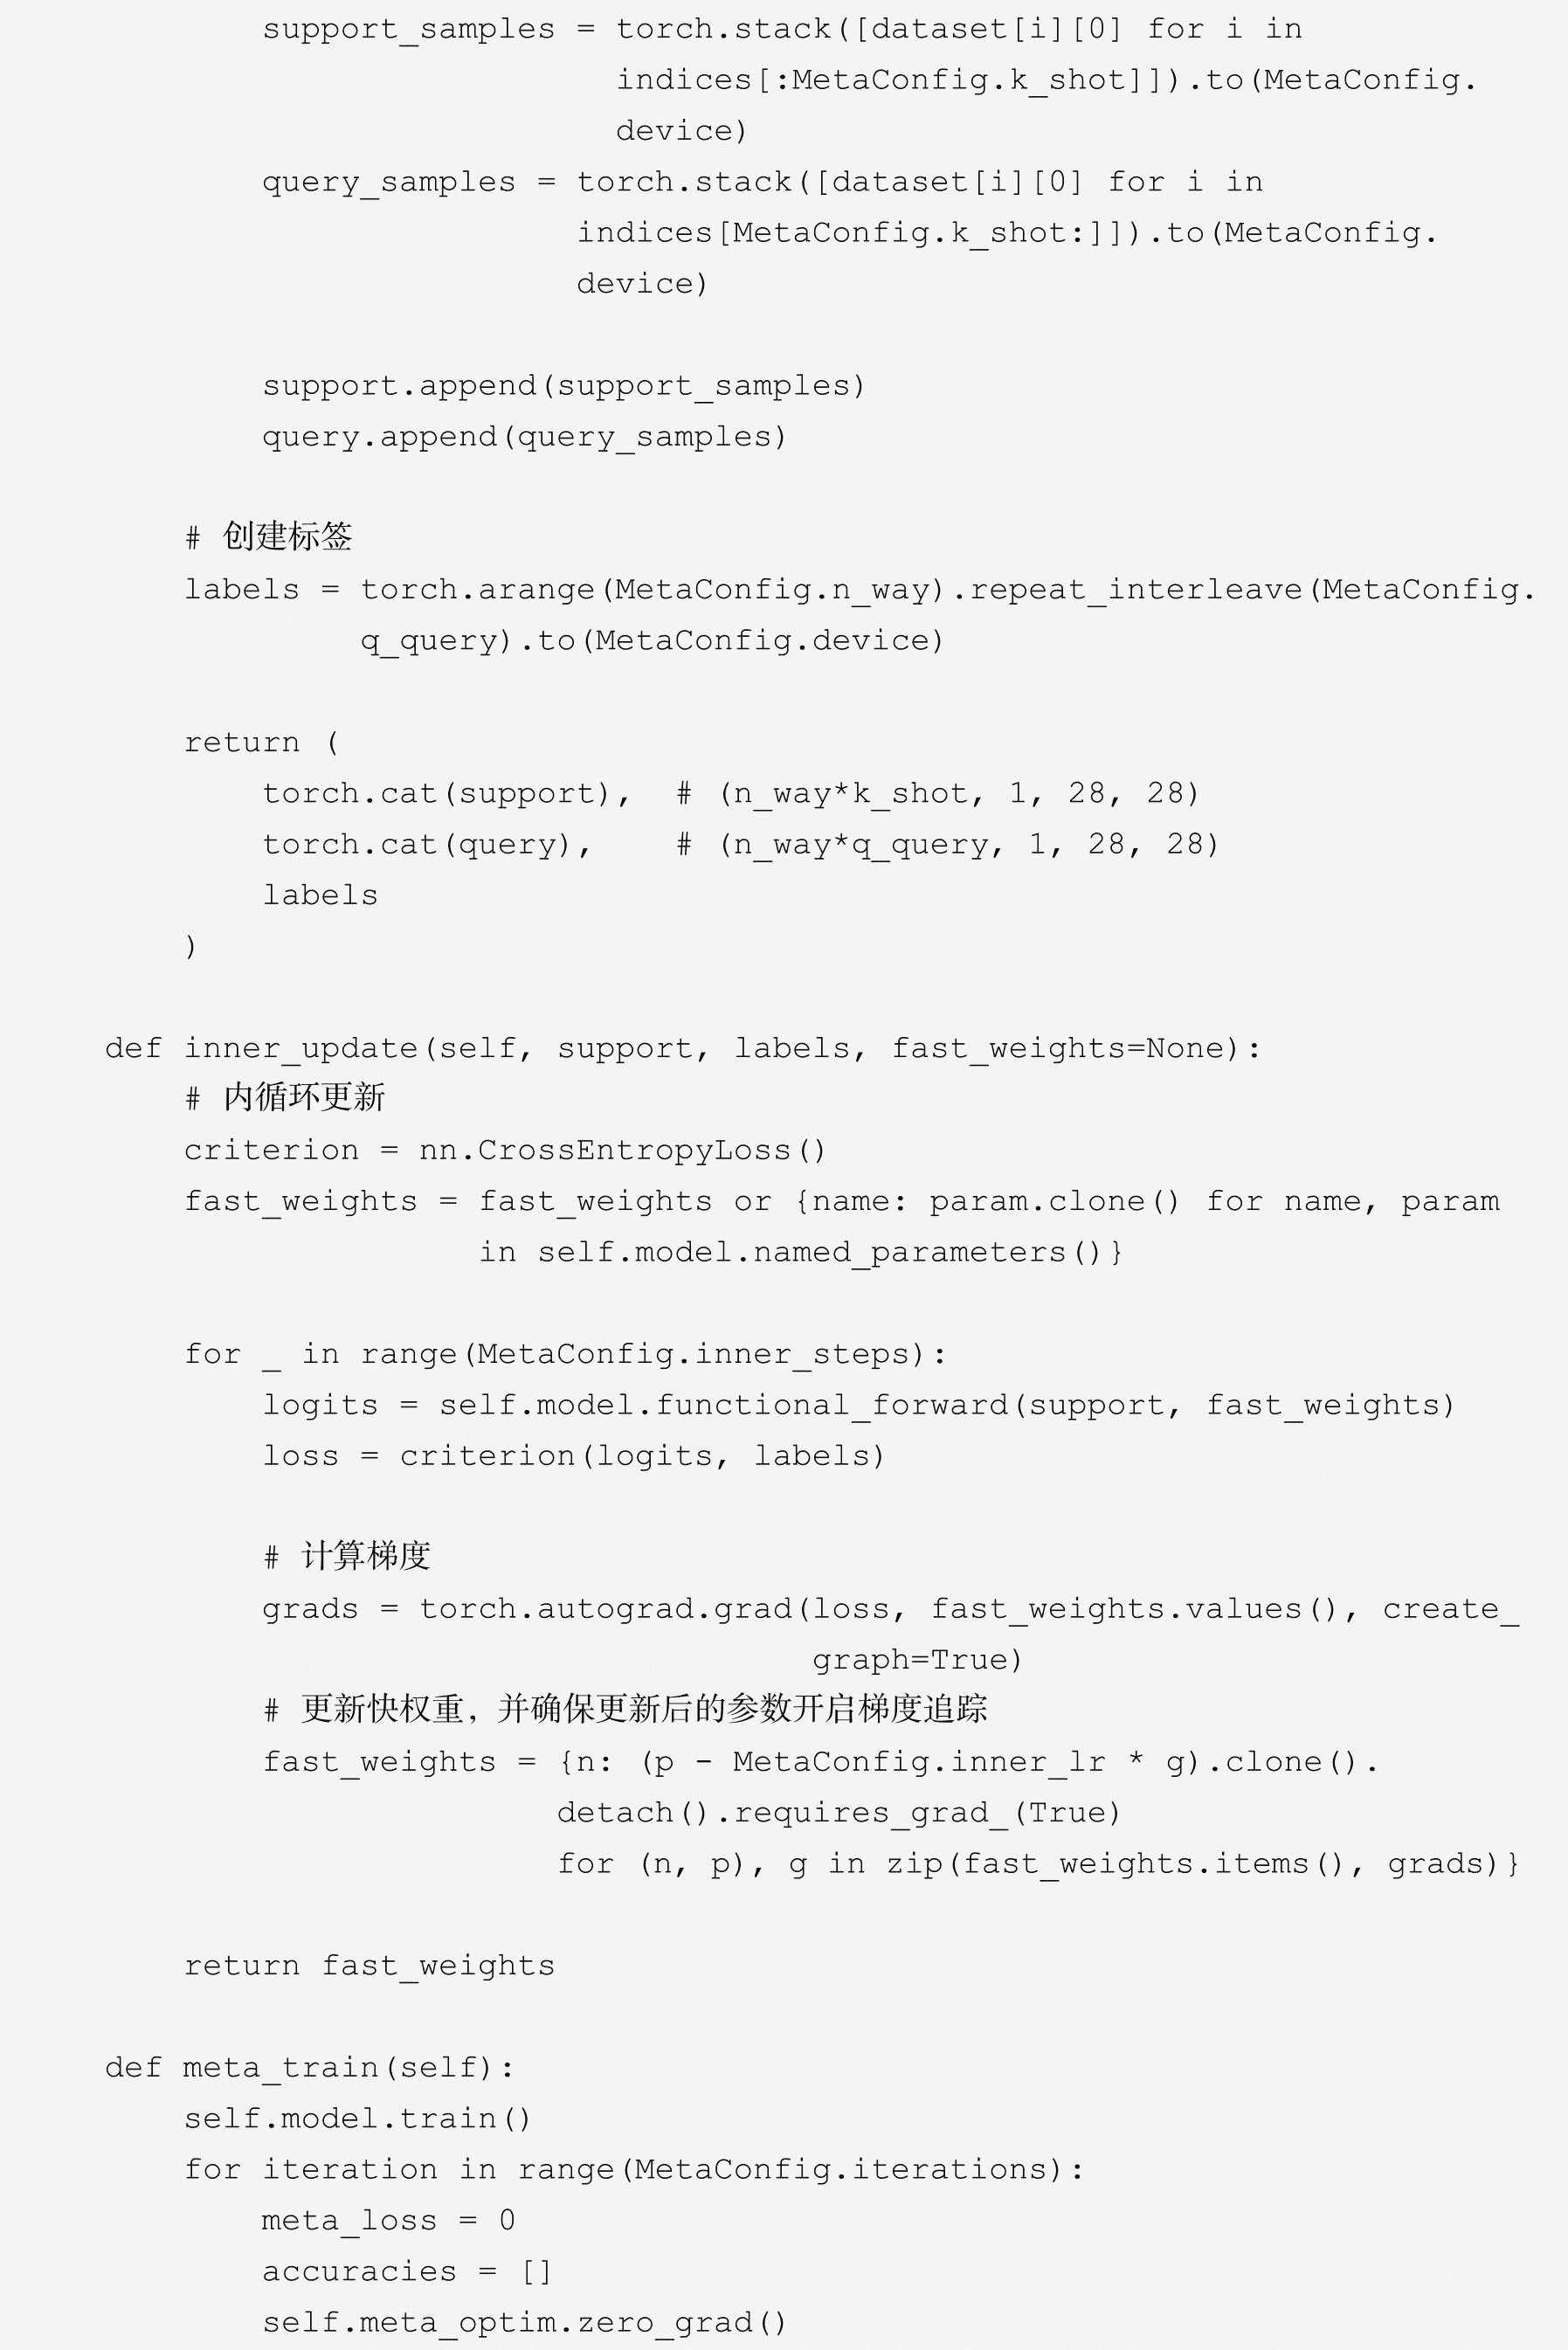 support_samples = torch.stack([dataset[i][0] for i in
indices[:MetaConfig.k_shot]]).to(MetaConfig.
device)
query_samples = torch.stack([dataset[i][0] for i in
indices[MetaConfig.k_shot:]]).to(MetaConfig.
device)
support.append(support_samples)
query.append(query_samples)
# 创建标签
labels = torch.arange(MetaConfig.n_way).repeat_interleave(MetaConfig.
q_query).to(MetaConfig.device)
return (
torch.cat(support),  # (n_way*k_shot, 1, 28, 28)
torch.cat(query),    # (n_way*q_query, 1, 28, 28)
labels
)
def inner_update(self, support, labels, fast_weights=None):
# 内循环更新
criterion = nn.CrossEntropyLoss()
fast_weights = fast_weights or {name: param.clone() for name, param
in self.model.named_parameters()}
for _ in range(MetaConfig.inner_steps):
logits = self.model.functional_forward(support, fast_weights)
loss = criterion(logits, labels)
# 计算梯度
grads = torch.autograd.grad(loss, fast_weights.values(), create_
graph=True)
# 更新快权重，并确保更新后的参数开启梯度追踪
fast_weights = {n: (p - MetaConfig.inner_lr * g).clone().
detach().requires_grad_(True)
for (n, p), g in zip(fast_weights.items(), grads)}
return fast_weights
def meta_train(self):
self.model.train()
for iteration in range(MetaConfig.iterations):
meta_loss = 0
accuracies = []
self.meta_optim.zero_grad()